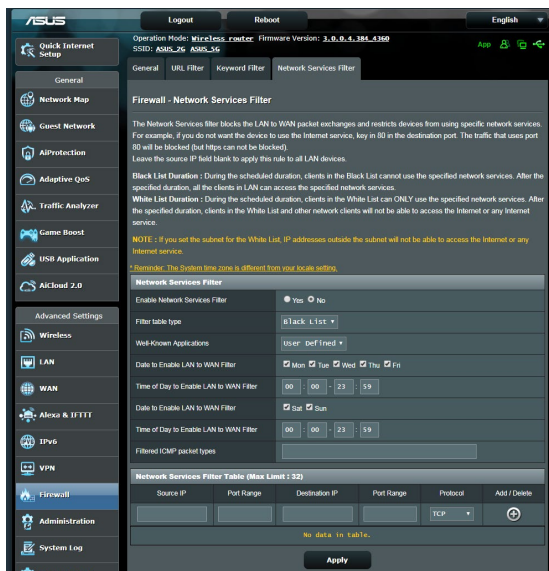 ASUS
Logout
Reboot
English
Operation Mode: Wireless router Firmware Version: 3.0.0.4.384_4360
SSID: ASUS_2G ASUS_5G
App
Quick Internet
Setup
General
Network Map
Guest Network
AiProtection
Adaptive QoS
Traffic Analyzer
Game Boost
USB Application
AiCloud 2.0
Advanced Settings
Wireless
LAN
WAN
Alexa & IFTTT
IPv6
VPN
Firewall
Administration
System Log
General URL Filter Keyword Filter Network Services Filter
Firewall - Network Services Filter
The Network Services filter blocks the LAN to WAN packet exchanges and restricts devices from using specific network services.
For example, if you do not want the device to use the Internet service, key in 80 in the destination port. The traffic that uses port
80 will be blocked (but https can not be blocked).
Leave the source IP field blank to apply this rule to all LAN devices.
Black List Duration : During the scheduled duration, clients in the Black List cannot use the specified network services. After the
specified duration, all the clients in LAN can access the specified network services.
White List Duration : During the scheduled duration, clients in the White List can ONLY use the specified network services. After
the specified duration, clients in the White List and other network clients will not be able to access the Internet or any Internet
service.
NOTE : If you set the subnet for the White List, IP addresses outside the subnet will not be able to access the Internet or any
Internet service.
* Reminder: The System time zone is different from your locale setting.
Network Services Filter
Enable Network Services Filter Yes No
Filter table type Black List
Well-Known Applications User Defined
Date to Enable LAN to WAN Filter Mon Tue Wed Thu Fri
Time of Day to Enable LAN to WAN Filter 00 : 00 - 23 : 59
Date to Enable LAN to WAN Filter Sat Sun
Time of Day to Enable LAN to WAN Filter 00 : 00 - 23 : 59
Filtered ICMP packet types
Network Services Filter Table (Max Limit : 32)
Source IP Port Range Destination IP Port Range Protocol Add / Delete
TCP
No data in table.
Apply